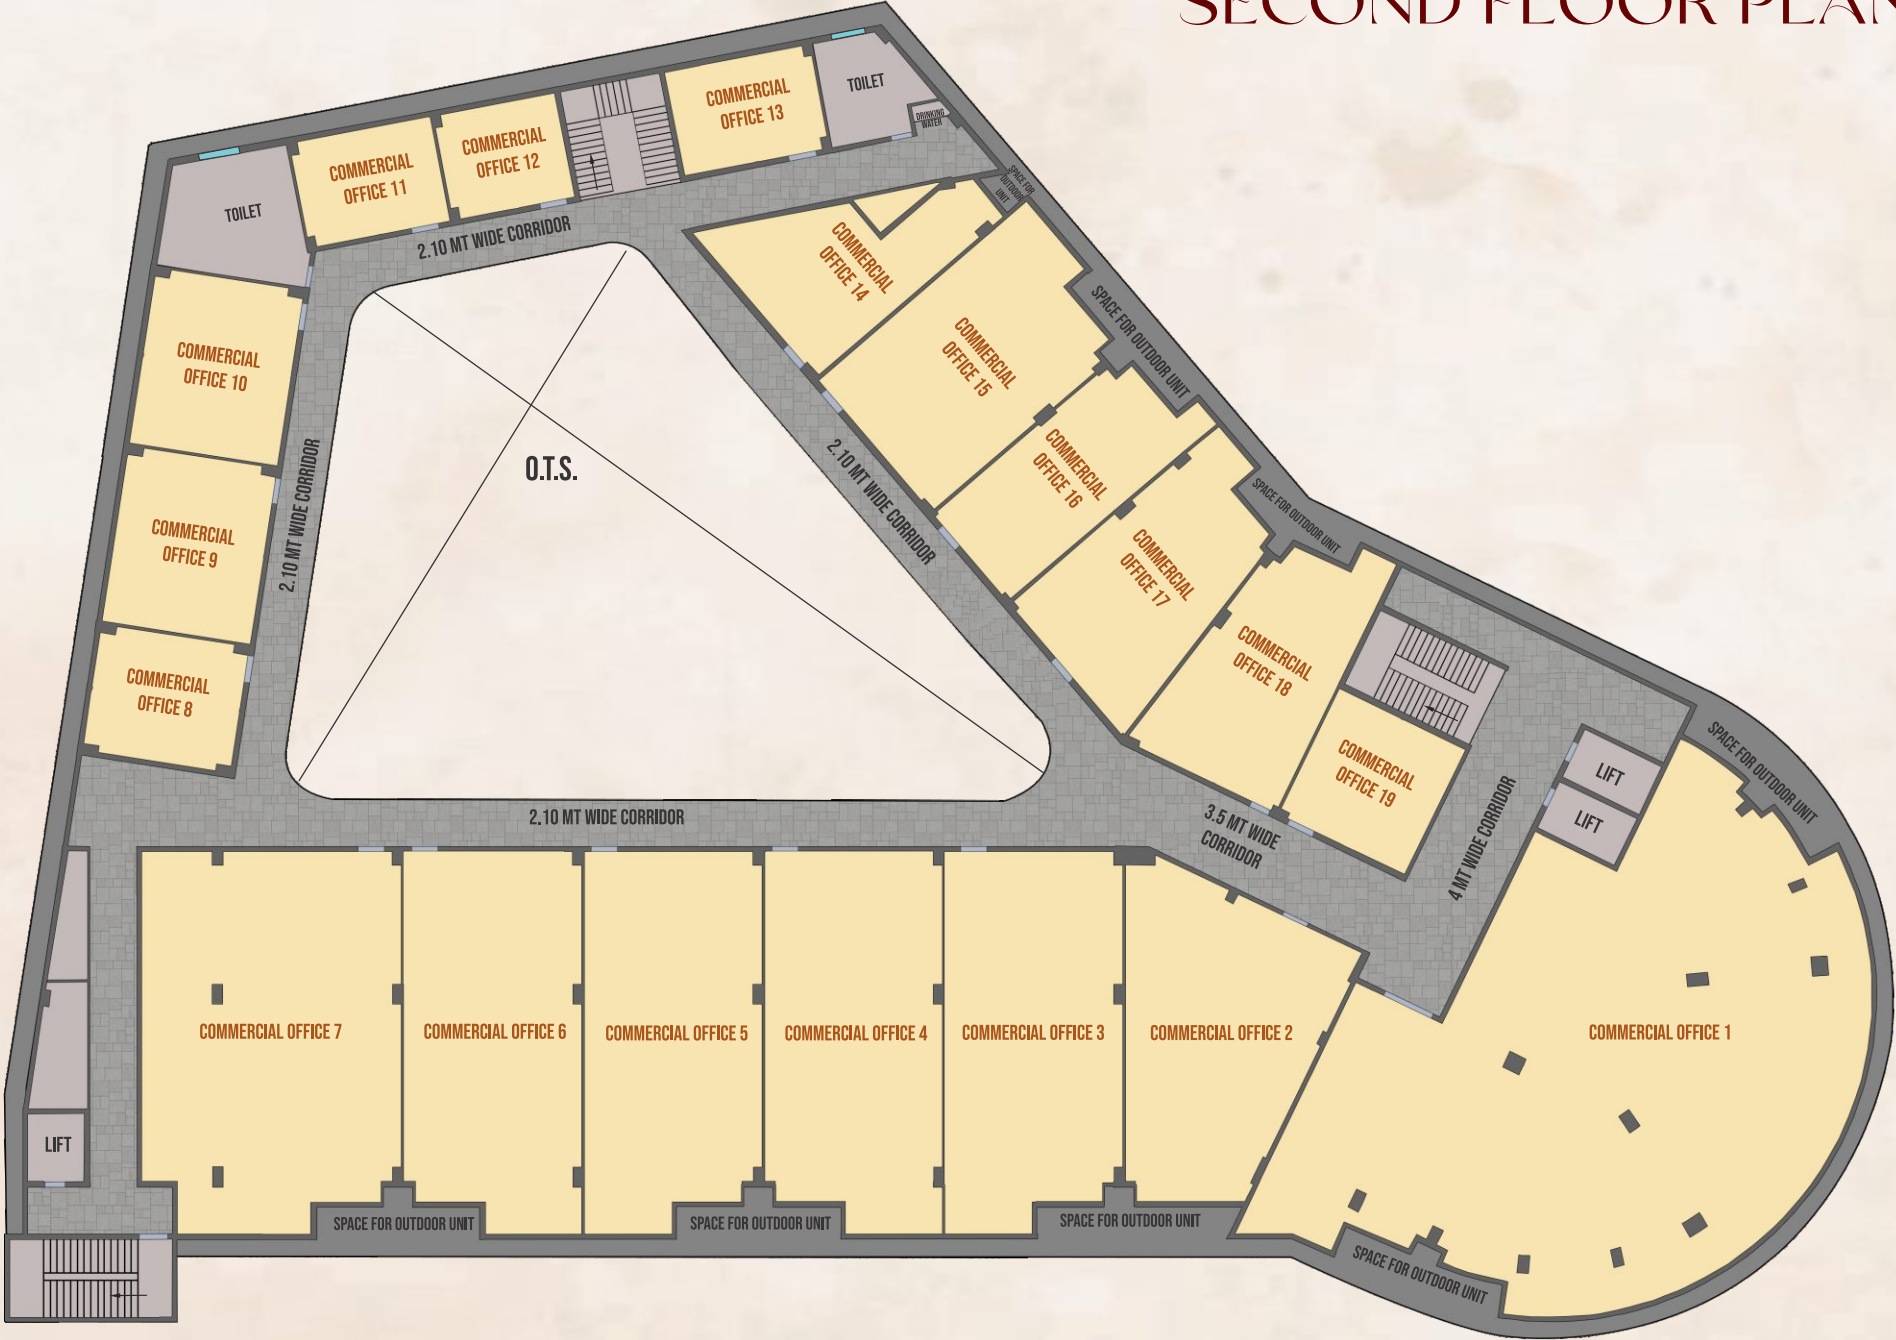 SECOND FLOOR PLAN
COMMERCIAL
OFFICE 13
TOILET
DRINKING
WATER
COMMERCIAL
OFFICE 12
COMMERCIAL
OFFICE 11
TOILET
2.10 MT WIDE CORRIDOR
SPACE FOR
OUTDOOR
UNIT
COMMERCIAL
OFFICE 14
SPACE FOR OUTDOOR UNIT
COMMERCIAL
OFFICE 15
COMMERCIAL
OFFICE 10
O.T.S.
2.10 MT WIDE CORRIDOR
2.10 MT WIDE CORRIDOR
COMMERCIAL
OFFICE 16
SPACE FOR OUTDOOR UNIT
COMMERCIAL
OFFICE 9
COMMERCIAL
OFFICE 17
COMMERCIAL
OFFICE 18
COMMERCIAL
OFFICE 8
COMMERCIAL
OFFICE 19
LIFT
LIFT
SPACE FOR OUTDOOR UNIT
2.10 MT WIDE CORRIDOR
3.5 MT WIDE
CORRIDOR
4 MT WIDE CORRIDOR
COMMERCIAL OFFICE 7
COMMERCIAL OFFICE 6
COMMERCIAL OFFICE 5
COMMERCIAL OFFICE 4
COMMERCIAL OFFICE 3
COMMERCIAL OFFICE 2
COMMERCIAL OFFICE 1
LIFT
SPACE FOR OUTDOOR UNIT
SPACE FOR OUTDOOR UNIT
SPACE FOR OUTDOOR UNIT
SPACE FOR OUTDOOR UNIT